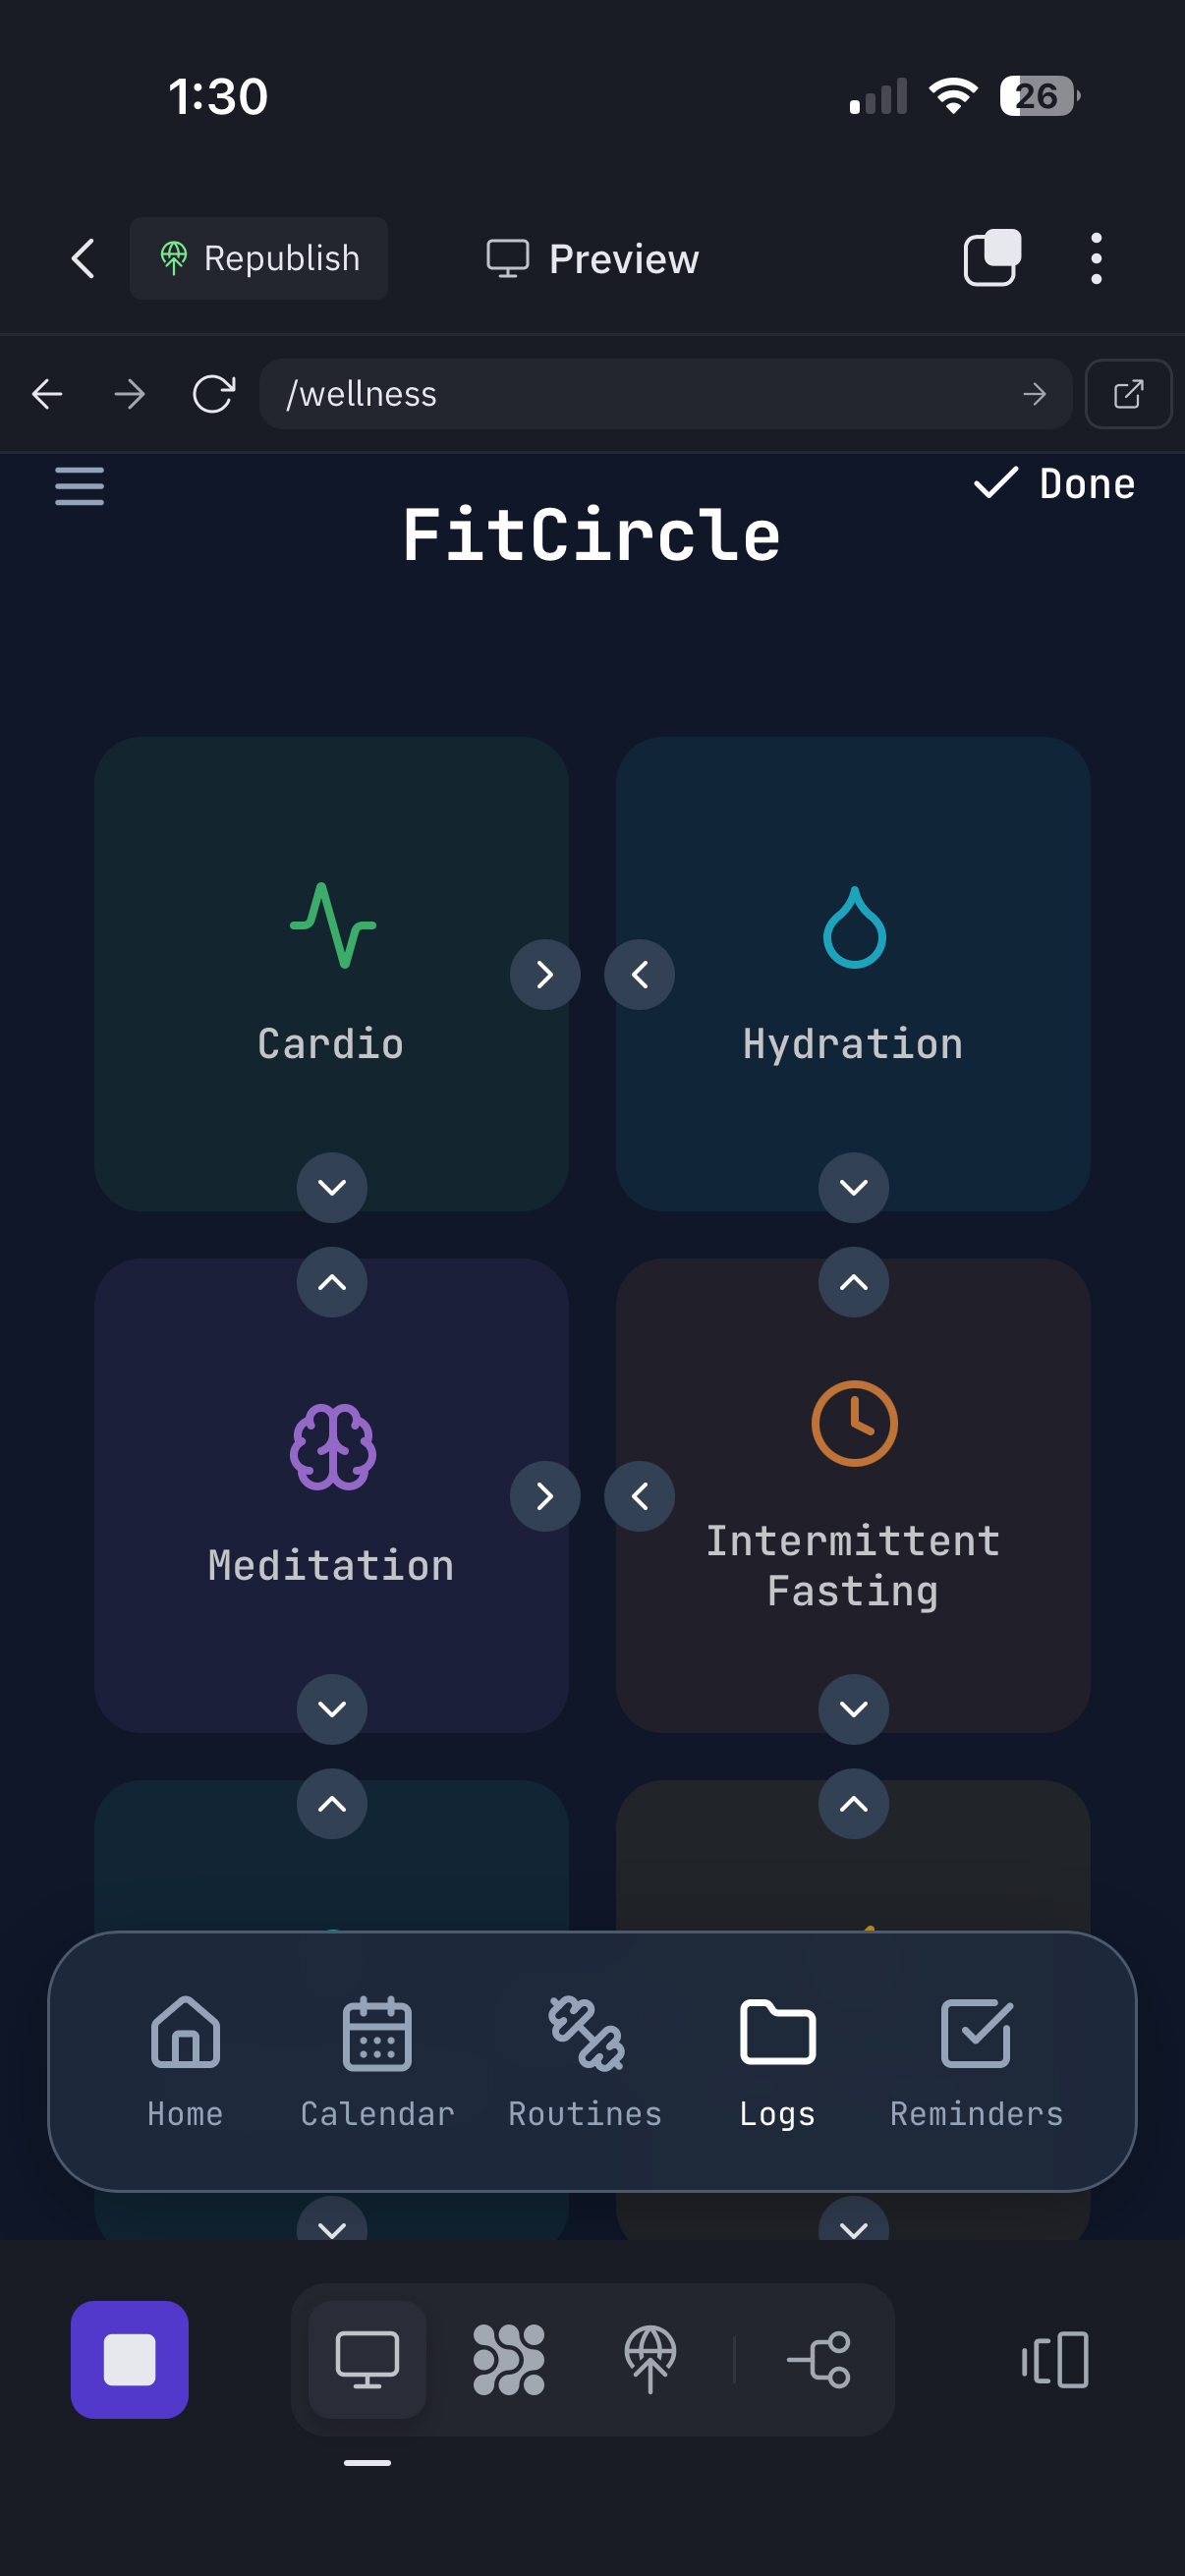 1:30
26
Republish
Preview
/wellness
Done
FitCircle
Cardio
Hydration
Meditation
Intermittent
Fasting
Home
Calendar
Routines
Logs
Reminders